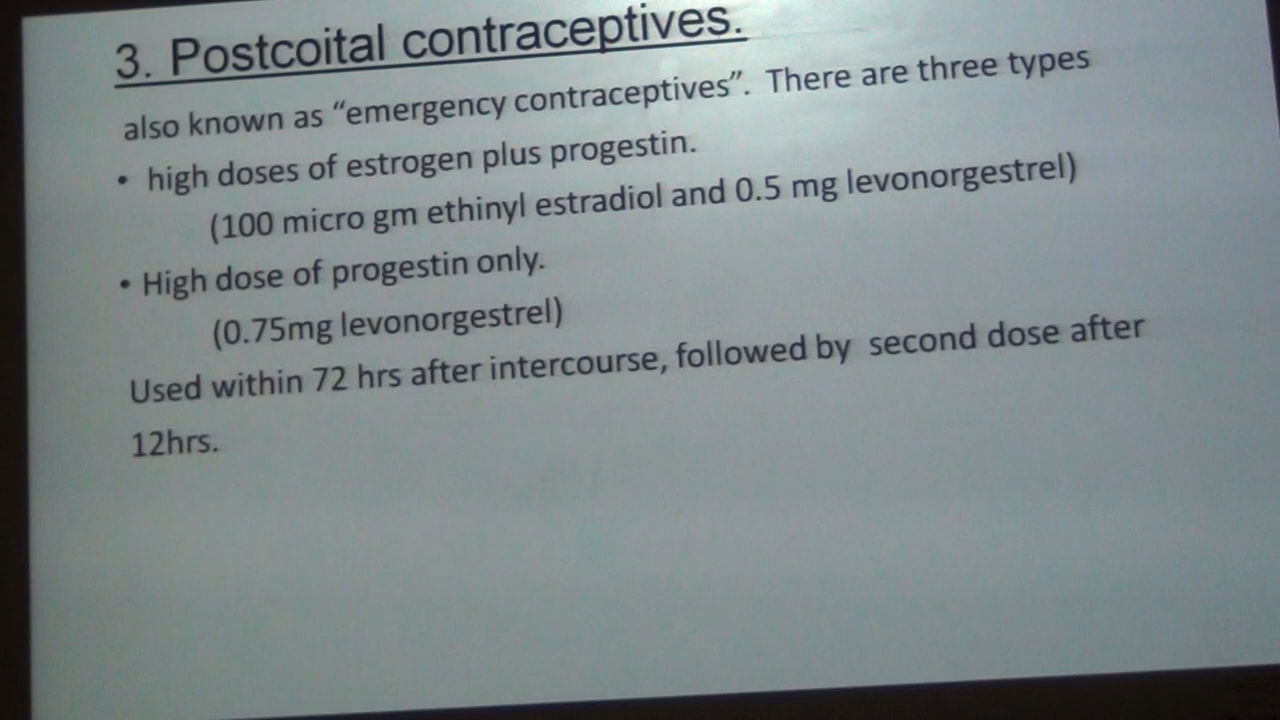 3. Postcoital contraceptives.
also known as “emergency contraceptives”. There are three types
• high doses of estrogen plus progestin.
(100 micro gm ethinyl estradiol and 0.5 mg levonorgestrel)
• High dose of progestin only.
(0.75mg levonorgestrel)
Used within 72 hrs after intercourse, followed by second dose after
12hrs.